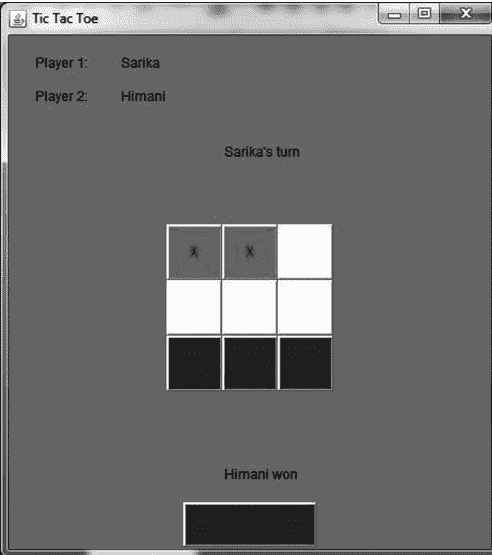 Tic Tac Toe
Player 1: Sarika
Player 2: Himani
Sarika's turn
X X
Himani won